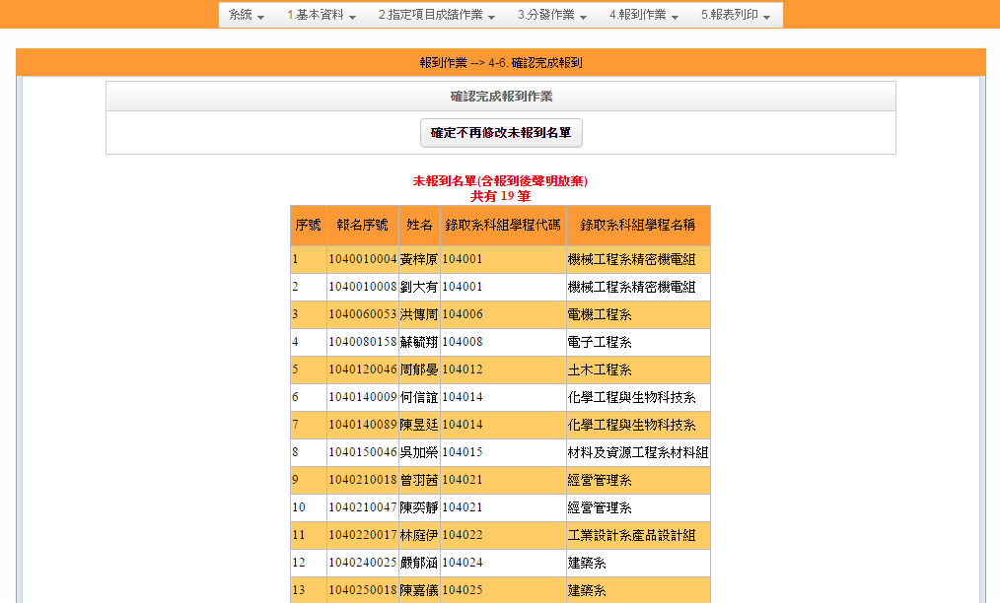 系統 1.基本資料 2.指定項目成績作業 3.分發作業 4.報到作業 5.報表列印
報到作業 --> 4-6. 確認完成報到
確認完成報到作業
確定不再修改未報到名單
未報到名單(含報到後聲明放棄)
共有 19 筆
序號 報名序號 姓名 錄取系科組學程代碼 錄取系科組學程名稱
1 1040010004 黃梓原 104001 機械工程系精密機電組
2 1040010008 劉大有 104001 機械工程系精密機電組
3 1040060053 洪傳周 104006 電機工程系
4 1040080158 蘇毓翔 104008 電子工程系
5 1040120046 周郁晏 104012 土木工程系
6 1040140009 何信誼 104014 化學工程與生物科技系
7 1040140089 陳昱廷 104014 化學工程與生物科技系
8 1040150046 吳加榮 104015 材料及資源工程系材料組
9 1040210018 曾羽茜 104021 經營管理系
10 1040210047 陳奕靜 104021 經營管理系
11 1040220017 林庭伊 104022 工業設計系產品設計組
12 1040240025 嚴郁涵 104024 建築系
13 1040250018 陳嘉儀 104025 建築系